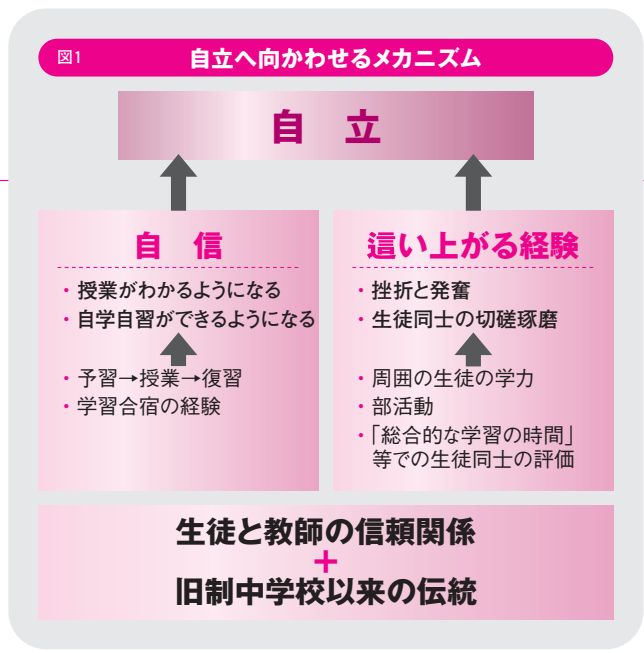 図1 自立へ向かわせるメカニズム
自 立
自 信
・授業がわかるようになる
・自学自習ができるようになる
・予習→授業→復習
・学習合宿の経験
這い上がる経験
・挫折と発奮
・生徒同士の切磋琢磨
・周囲の生徒の学力
・部活動
・「総合的な学習の時間」
等での生徒同士の評価
生徒と教師の信頼関係
+
旧制中学校以来の伝統